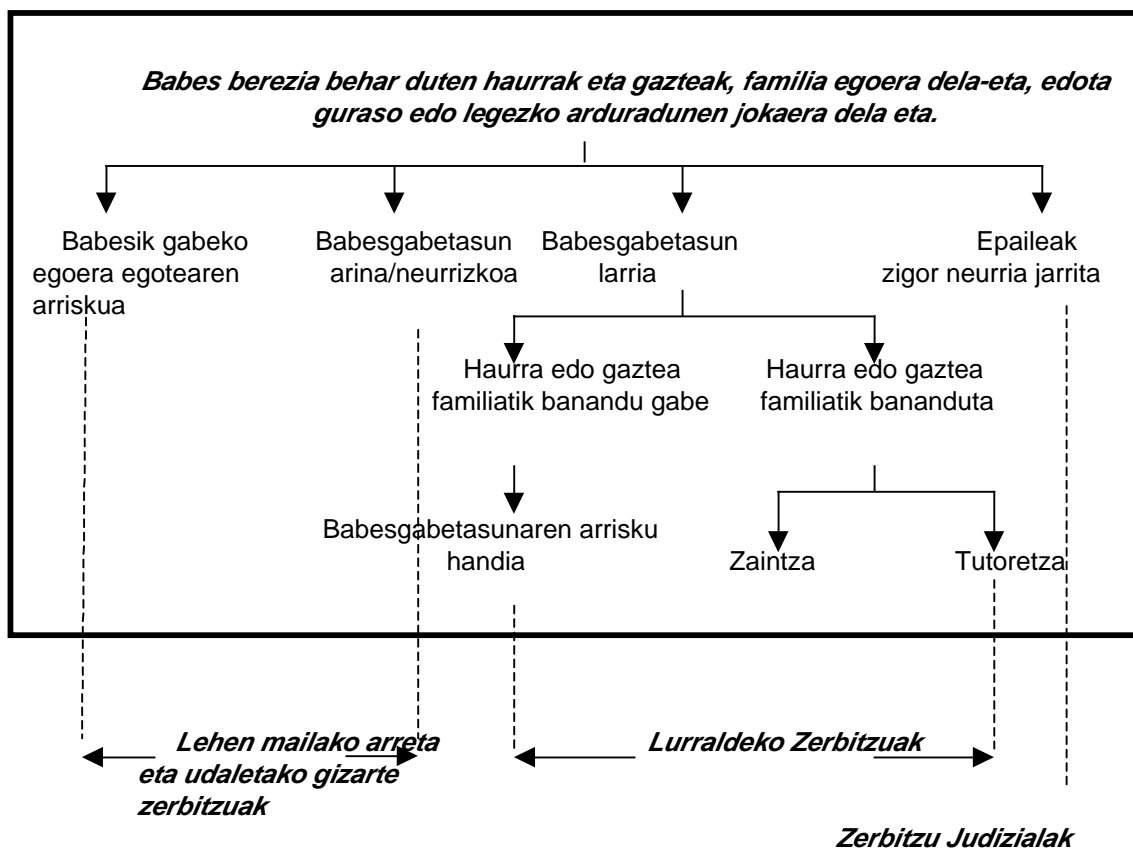 Babes berezia behar duten haurrak eta gazteak, familia egoera dela-eta, edota
guraso edo legezko arduradunen jokaera dela eta.
Babesik gabeko
egoera egotearen
arriskua
Babesgabetasun
arina/neurrizkoa
Babesgabetasun
larria
Epaileak
zigor neurria jarrita
Haurra edo gaztea
familiatik banandu gabe
Haurra edo gaztea
familiatik bananduta
Babesgabetasunaren arrisku
handia
Zaintza
Tutoretza
Lehen mailako arreta
eta udaletako gizarte
zerbitzuak
Lurraldeko Zerbitzuak
Zerbitzu Judizialak